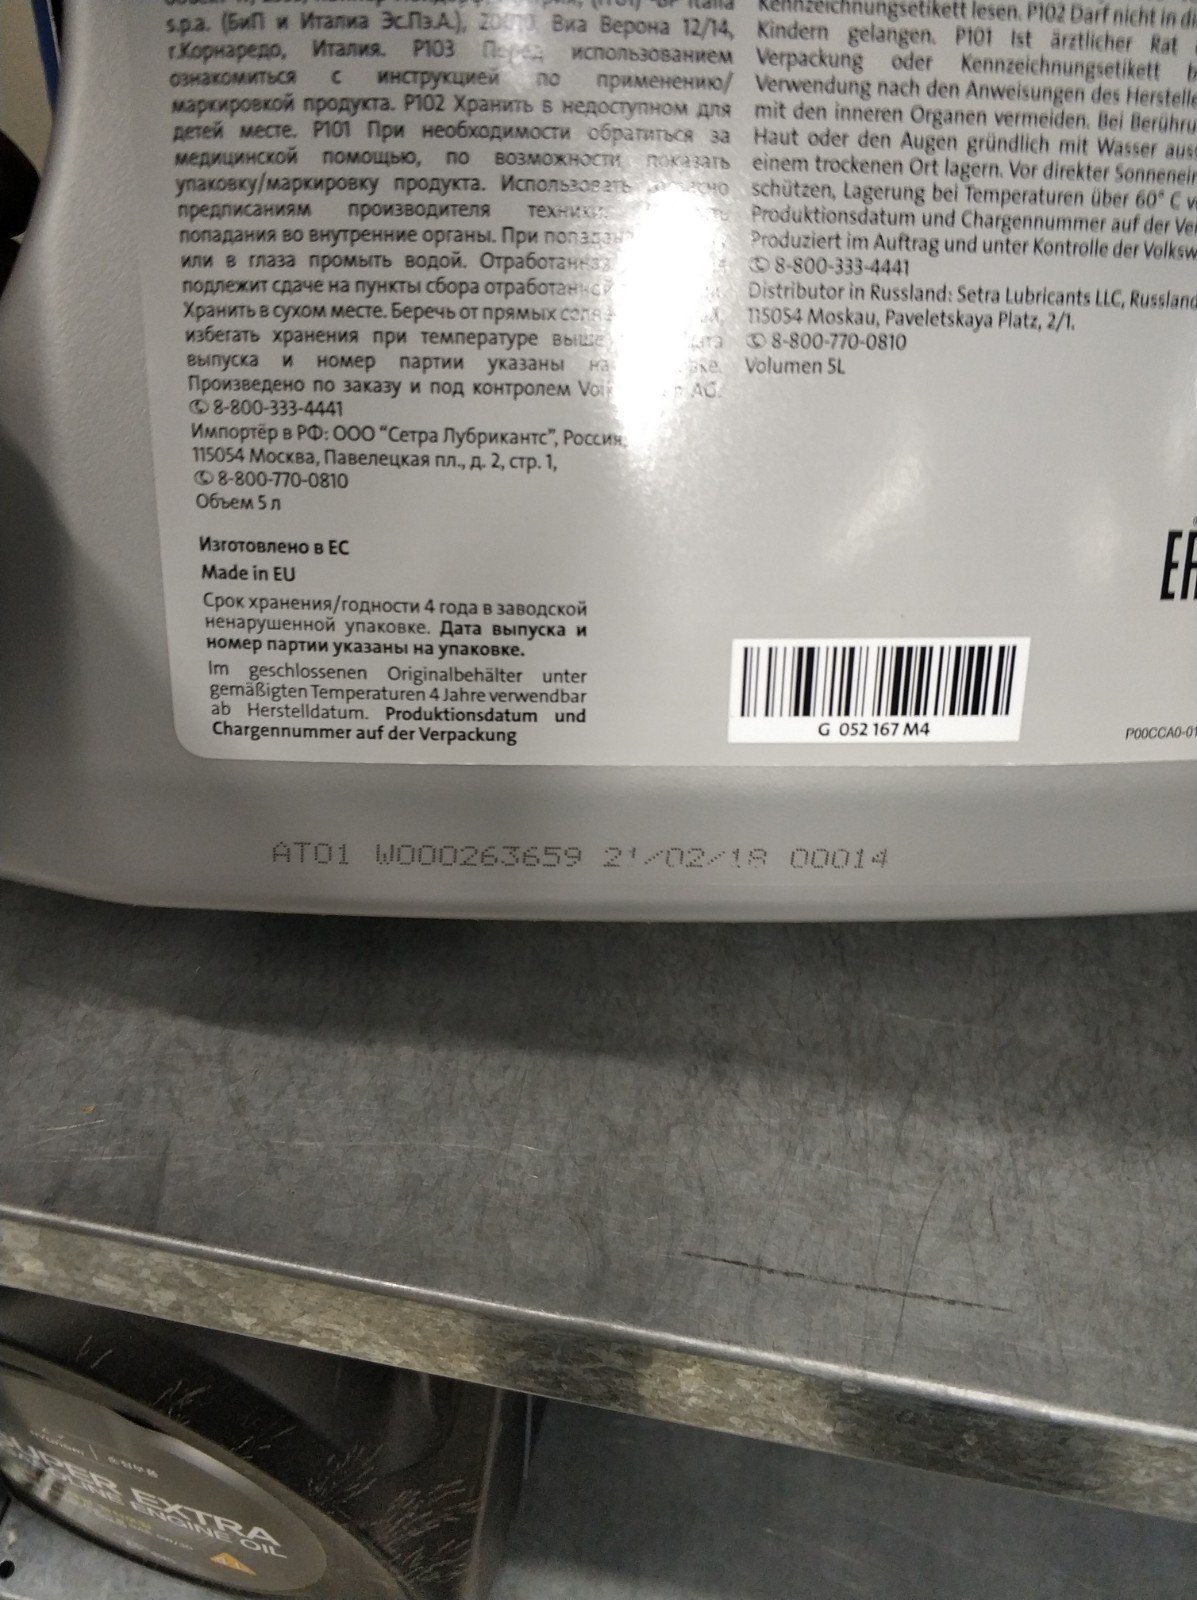 s.p.a. (БиП и Италиа Эс.Пэ.А.), Виа Верона 12/14,
г.Корнаредо, Италия. P103 использованием
ознакомиться с инструкцией по применению/
маркировкой продукта. P102 Хранить в недоступном для
детей месте. P101 При необходимости обратиться за
медицинской помощью, по возможности показать
упаковку/маркировку продукта. Использовать
предписаниям производителя
попадания во внутренние органы. При
или в глаза промыть водой.
подлежит сдаче на пункты сбора
Хранить в сухом месте. Беречь от прямых
избегать хранения при температуре выше
выпуска и номер партии указаны
Произведено по заказу и под контролем AG.
8-800-333-4441
Импортёр в РФ: ООО "Сетра Лубрикантс", Россия,
115054 Москва, Павелецкая пл., д. 2, стр. 1,
8-800-770-0810
Объем 5 л
Изготовлено в ЕС
Made in EU
Срок хранения/годности 4 года в заводской
ненарушенной упаковке. Дата выпуска и
номер партии указаны на упаковке.
Im geschlossenen Originalbehälter unter
gemäßigten Temperaturen 4 Jahre verwendbar
ab Herstelldatum. Produktionsdatum und
Chargennummer auf der Verpackung
Kennzeichnungsetikett lesen. P102 Darf nicht in
Kindern gelangen. P101 Ist ärztlicher Rat
Verpackung oder Kennzeichnungsetikett
Verwendung nach den Anweisungen des
mit den inneren Organen vermeiden. Bei
Haut oder den Augen gründlich mit Wasser
einem trockenen Ort lagern. Vor direkter
schützen, Lagerung bei Temperaturen über 60° C
Produktionsdatum und Chargennummer auf der
Produziert im Auftrag und unter Kontrolle der
8-800-333-4441
Distributor in Russland: Setra Lubricants LLC, Russland
115054 Moskau, Paveletskaya Platz, 2/1.
8-800-770-0810
Volumen 5L
G 052 167 M4
P00CCA0-01
AT01 W000263659 21/02/18 00014
SUPER EXTRA
GASOLINE ENGINE OIL